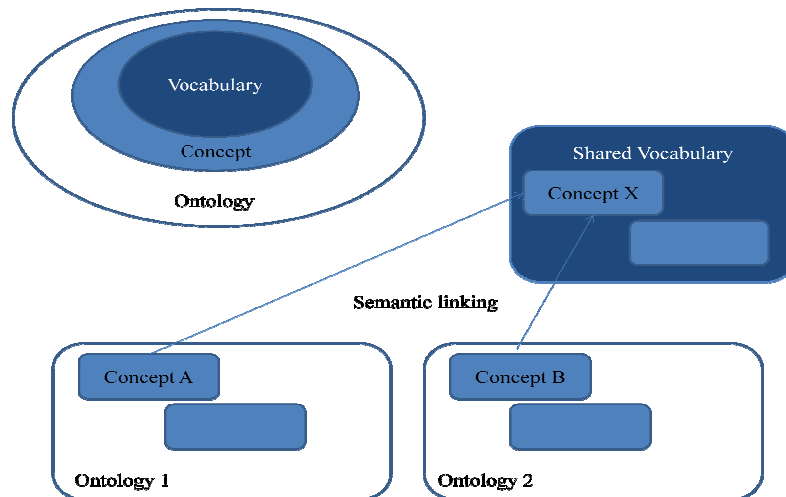 Vocabulary
Concept
Ontology
Shared Vocabulary
Concept X
Semantic linking
Concept A
Concept B
Ontology 1
Ontology 2